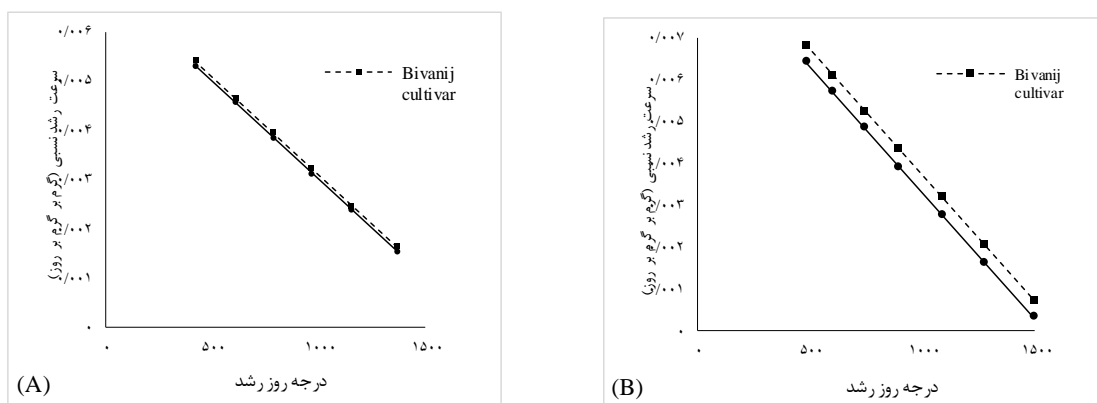 سرعت رشد نسبی (گرم بر گرم بر روز)
۰/۰۰۶
۰/۰۰۵
۰/۰۰۴
۰/۰۰۳
۰/۰۰۲
۰/۰۰۱
۰
۰
۵۰۰
۱۰۰۰
۱۵۰۰
Bivanij
cultivar
درجه روز رشد
(A)
سرعت رشد نسبی (گرم بر گرم بر روز)
۰/۰۰۷
۰/۰۰۶
۰/۰۰۵
۰/۰۰۴
۰/۰۰۳
۰/۰۰۲
۰/۰۰۱
۰
۰
۵۰۰
۱۰۰۰
۱۵۰۰
Bivanij
cultivar
درجه روز رشد
(B)